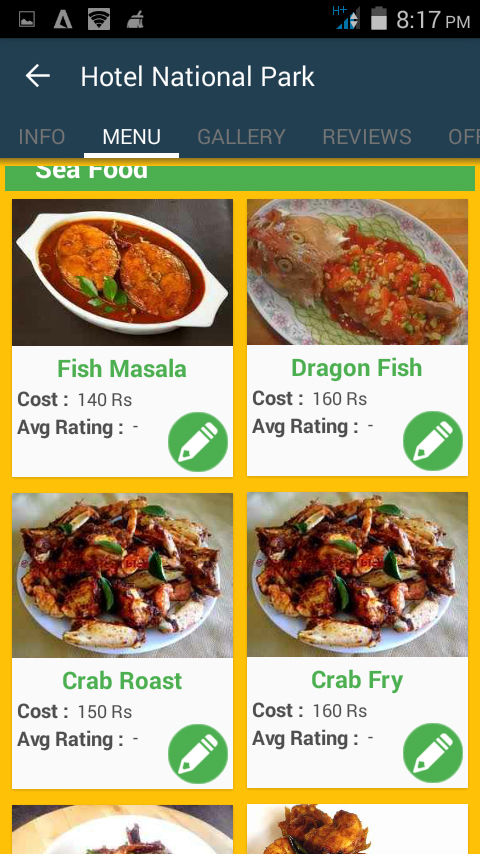 H+ 8:17 PM
Hotel National Park
INFO MENU GALLERY REVIEWS OFF
Sea Food
Fish Masala
Cost : 140 Rs
Avg Rating : -
Dragon Fish
Cost : 160 Rs
Avg Rating : -
Crab Roast
Cost : 150 Rs
Avg Rating : -
Crab Fry
Cost : 160 Rs
Avg Rating : -